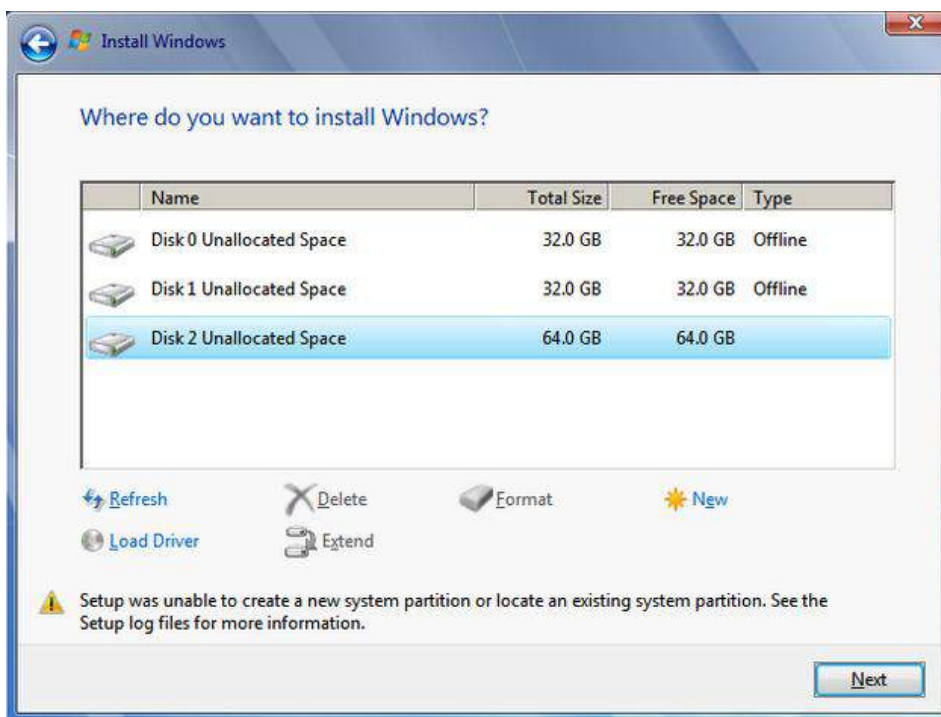 Install Windows
Where do you want to install Windows?
Name Total Size Free Space Type
Disk 0 Unallocated Space 32.0 GB 32.0 GB Offline
Disk 1 Unallocated Space 32.0 GB 32.0 GB Offline
Disk 2 Unallocated Space 64.0 GB 64.0 GB
Refresh Delete Format New
Load Driver Extend
Setup was unable to create a new system partition or locate an existing system partition. See the
Setup log files for more information.
Next